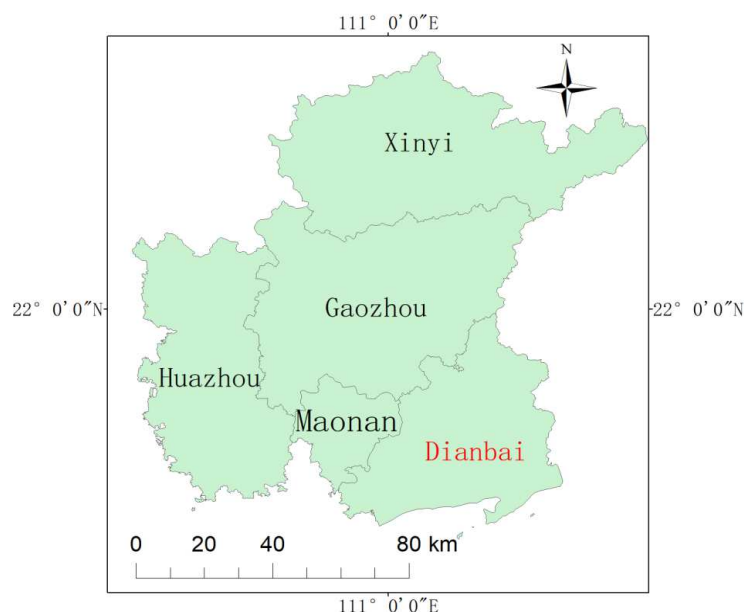 111° 0'0"E
N
Xinyi
22° 0'0"N
Gaozhou
22° 0'0"N
Huazhou
Maonan
Dianbai
0 20 40 80 km
111° 0'0"E